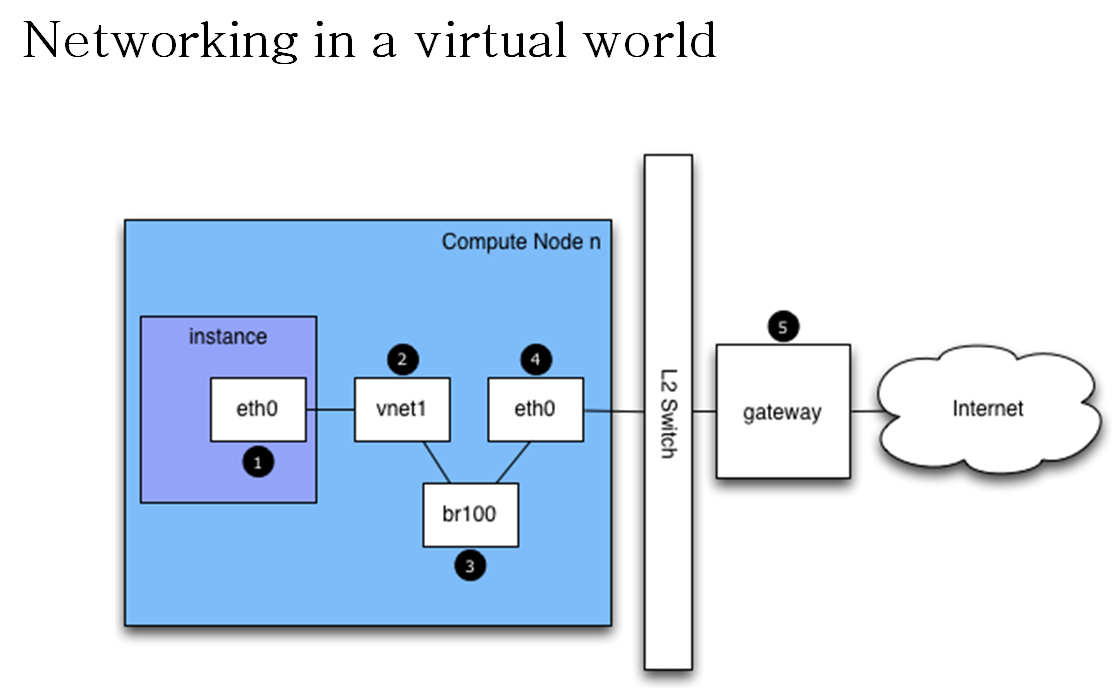 Networking in a virtual world
Compute Node n
instance
eth0
1
2
vnet1
4
eth0
br100
3
L2 Switch
5
gateway
Internet